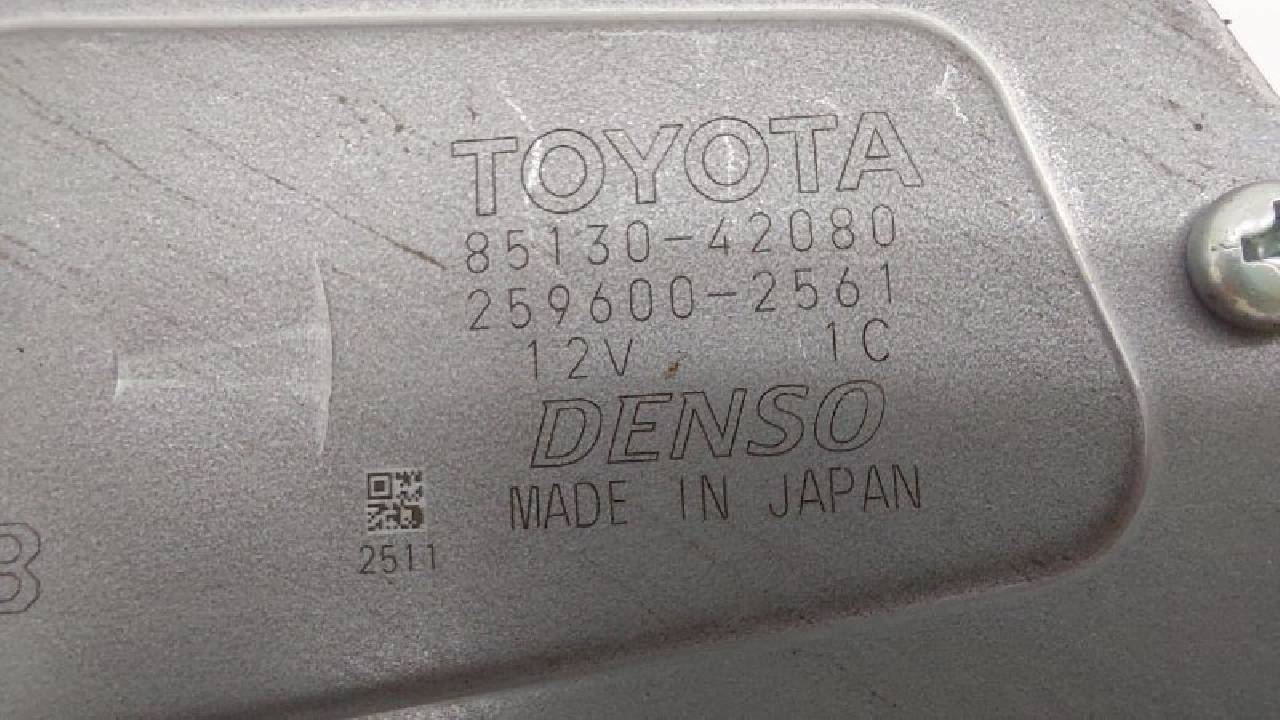 TOYOTA
85130-42080
259600-2561
12V 1C
DENSO
MADE IN JAPAN
2511